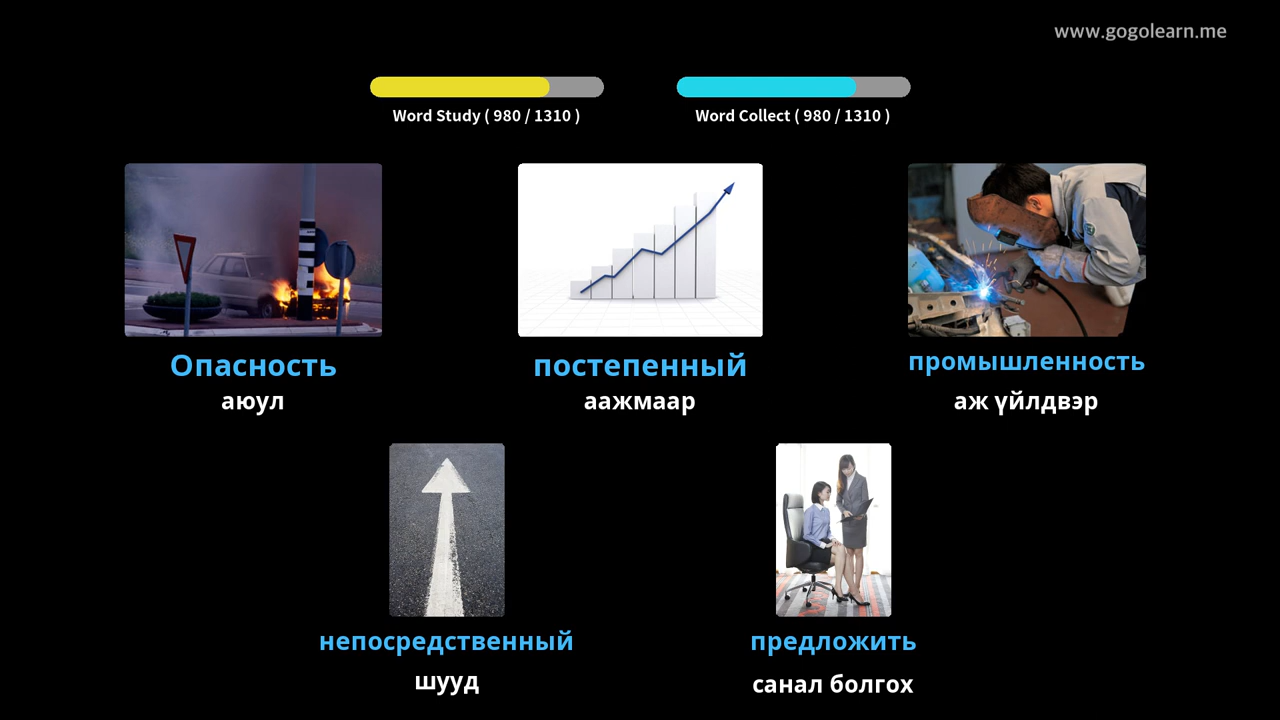 www.gogolearn.me
Word Study ( 980 / 1310 )
Word Collect ( 980 / 1310 )
Опасность
аюул
постепенный
аажмаар
промышленность
аж үйлдвэр
непосредственный
шууд
предложить
санал болгох